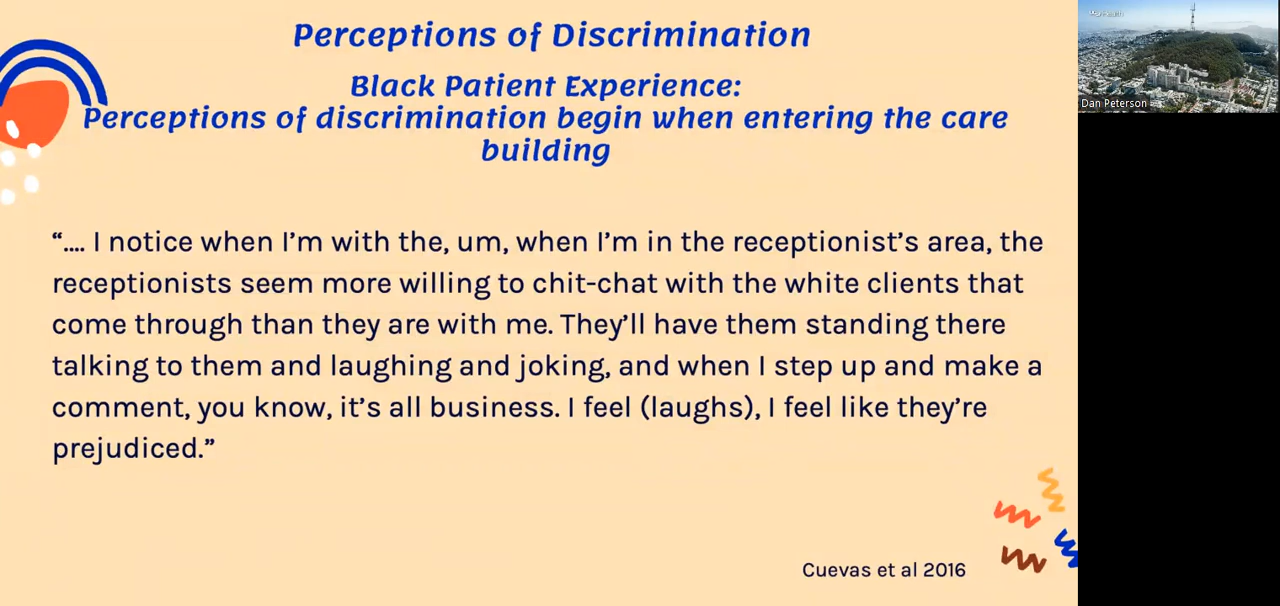 Perceptions of Discrimination
Black Patient Experience:
Perceptions of discrimination begin when entering the care
building
“.... I notice when I’m with the, um, when I’m in the receptionist’s area, the
receptionists seem more willing to chit-chat with the white clients that
come through than they are with me. They’ll have them standing there
talking to them and laughing and joking, and when I step up and make a
comment, you know, it’s all business. I feel (laughs), I feel like they’re
prejudiced.”
Cuevas et al 2016
Health
Dan Peterson